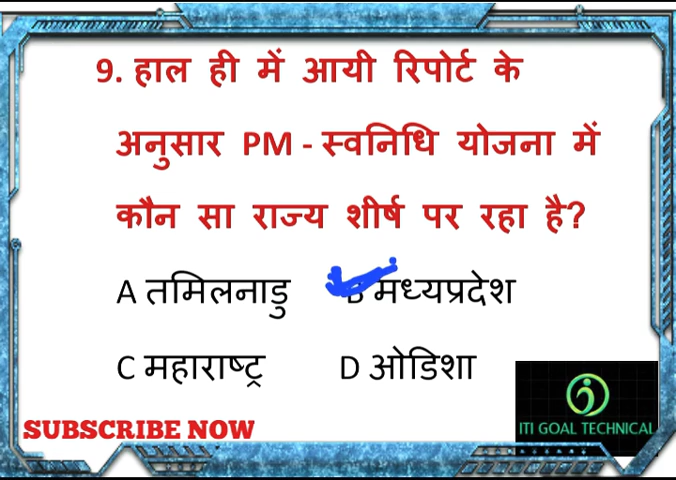 9. हाल ही में आयी रिपोर्ट के
अनुसार PM - स्वनिधि योजना में
कौन सा राज्य शीर्ष पर रहा है?
A तमिलनाडु B मध्यप्रदेश
C महाराष्ट्र D ओडिशा
ITI GOAL TECHNICAL
SUBSCRIBE NOW